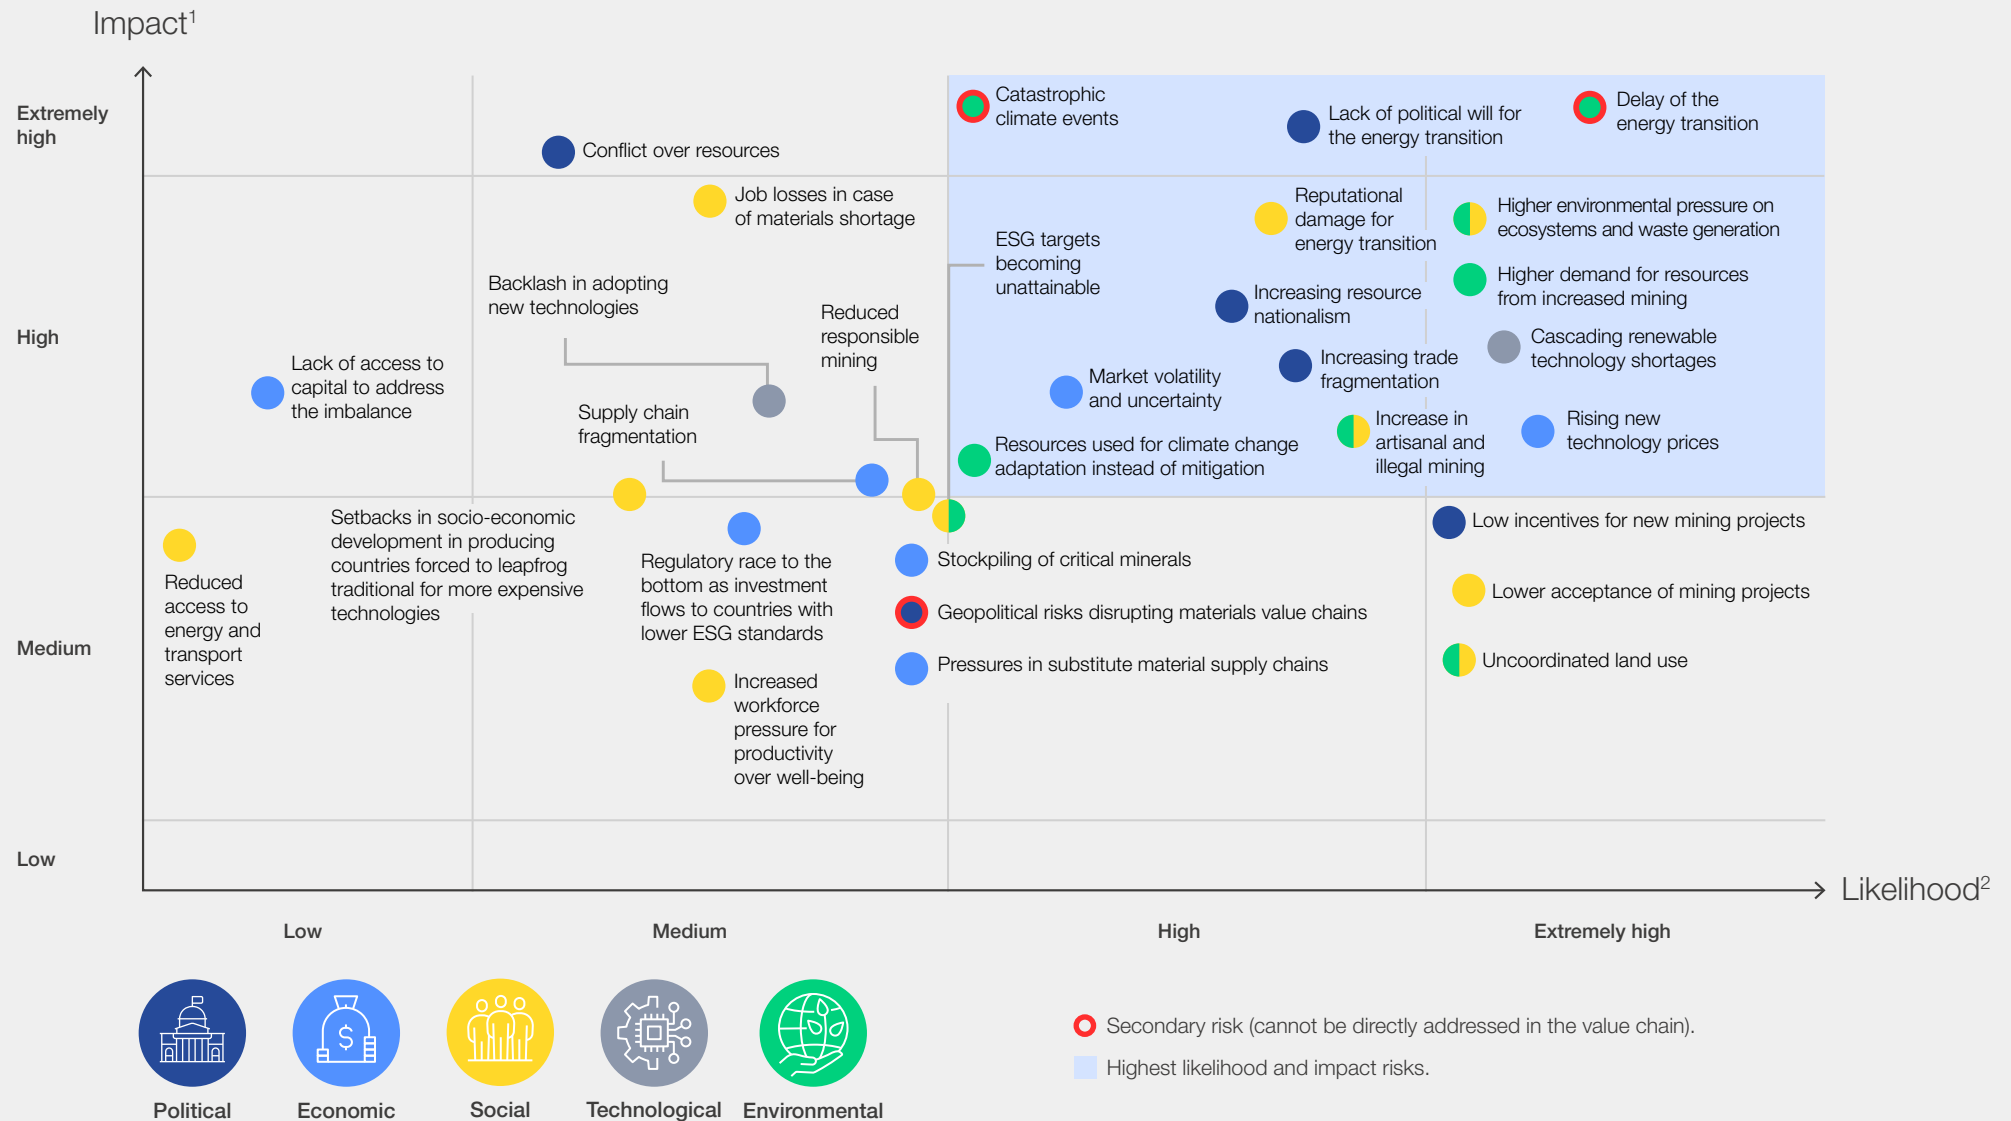 Impact¹
Extremely
high
Catastrophic
climate events
Lack of political will for
the energy transition
Delay of the
energy transition
Conflict over resources
Job losses in case
of materials shortage
Reputational
damage for
energy transition
Higher environmental pressure on
ecosystems and waste generation
ESG targets
becoming
unattainable
Backlash in adopting
new technologies
Higher demand for resources
from increased mining
Increasing resource
nationalism
Reduced
responsible
mining
High
Cascading renewable
technology shortages
Lack of access to
capital to address
the imbalance
Increasing trade
fragmentation
Market volatility
and uncertainty
Supply chain
fragmentation
Increase in
artisanal and
illegal mining
Rising new
technology prices
Resources used for climate change
adaptation instead of mitigation
Setbacks in socio-economic
development in producing
countries forced to leapfrog
traditional for more expensive
technologies
Low incentives for new mining projects
Regulatory race to the
bottom as investment
flows to countries with
lower ESG standards
Stockpiling of critical minerals
Reduced
access to
energy and
transport
services
Lower acceptance of mining projects
Geopolitical risks disrupting materials value chains
Medium
Pressures in substitute material supply chains
Uncoordinated land use
Increased
workforce
pressure for
productivity
over well-being
Low
Likelihood²
Low
Medium
High
Extremely high
$
Political
Economic
Social
Technological
Environmental
Secondary risk (cannot be directly addressed in the value chain).
Highest likelihood and impact risks.